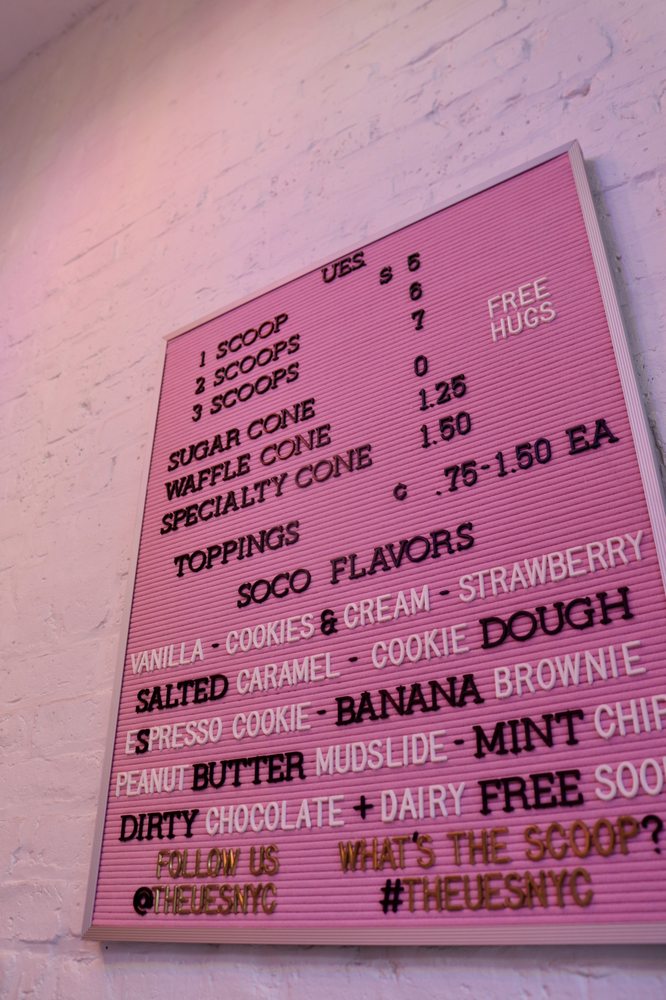 UES.
1 SCOOP $ 5
2 SCOOPS 6
3 SCOOPS 7
FREE
HUGS
SUGAR CONE 0
WAFFLE CONE 1.25
SPECIALTY CONE 1.50
TOPPINGS ¢ .75-1.50 EA
SOCO FLAVORS
VANILLA - COOKIES & CREAM - STRAWBERRY
SALTED CARAMEL - COOKIE DOUGH
ESPRESSO COOKIE - BANANA BROWNIE
PEANUT BUTTER MUDSLIDE - MINT CHIP
DIRTY CHOCOLATE + DAIRY FREE
FOLLOW US WHAT'S THE SCOOP?
@THEUESNYC #THEUESNYC